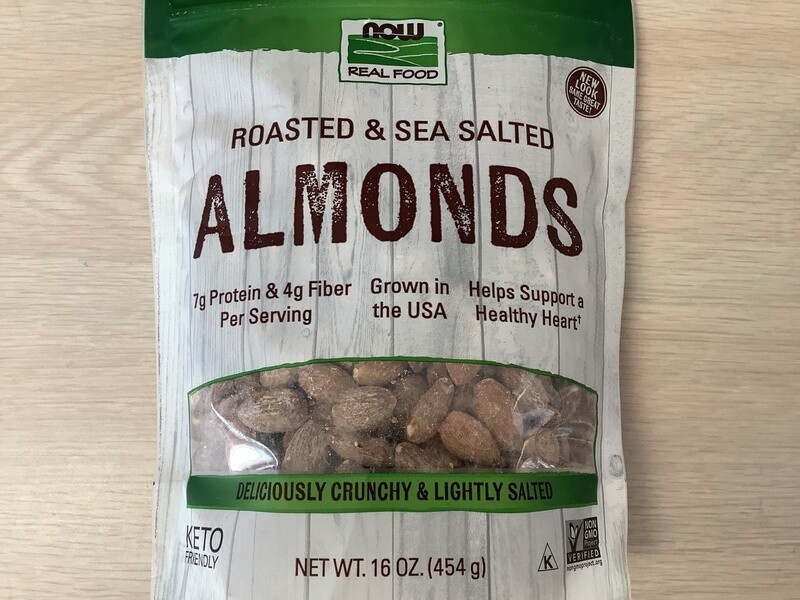 NOW®
REAL FOOD
NEW
LOOK
SAME GREAT
TASTE!
ROASTED & SEA SALTED
ALMONDS
7g Protein & 4g Fiber
Per Serving
Grown in
the USA
Helps Support a
Healthy Heart†
DELICIOUSLY CRUNCHY & LIGHTLY SALTED
KETO
FRIENDLY
NET WT. 16 OZ. (454 g)
K
NON
GMO
Project
VERIFIED
nongmoproject.org